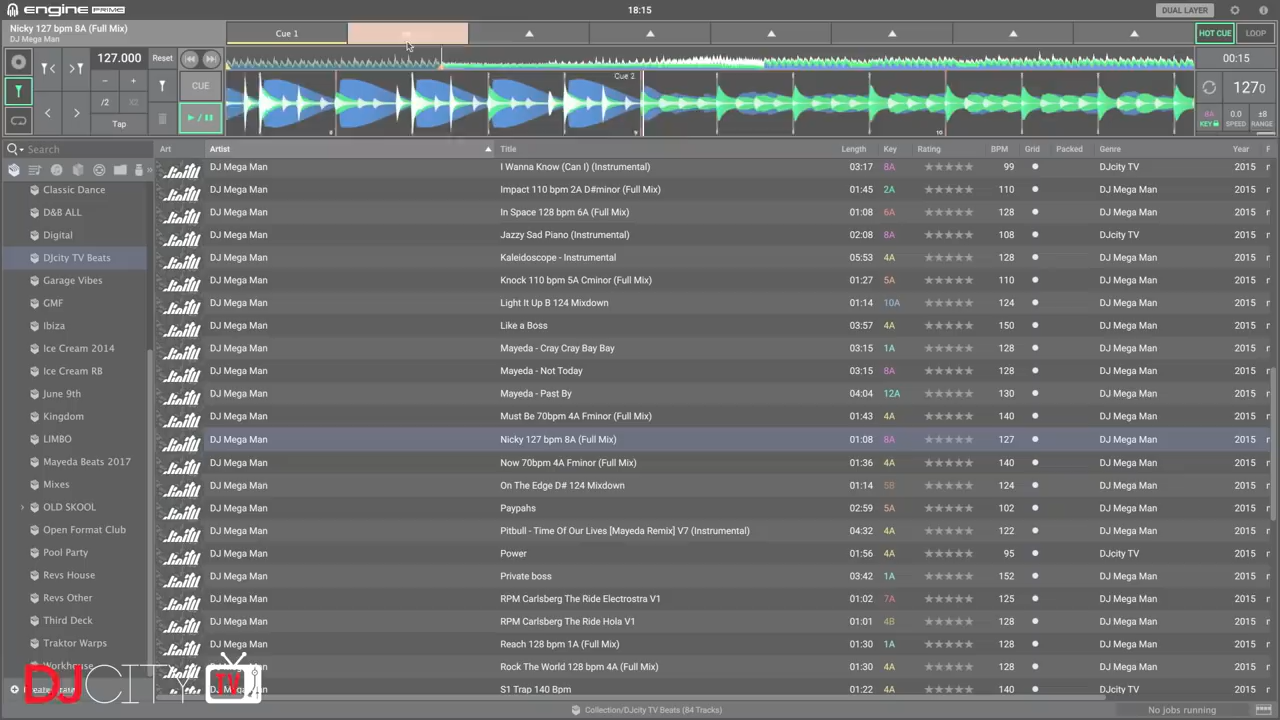 engine PRIME
18:15
DUAL LAYER
Nicky 127 bpm 8A (Full Mix)
DJ Mega Man
Cue 1
HOT CUE
LOOP
127.000
Reset
00:15
Cue 2
CUE
/2
X2
Tap
8
9
10
127.0
8A
KEY
0.0
SPEED
±8
RANGE
Search
Art
Artist
Title
Length
Key
Rating
BPM
Grid
Packed
Genre
Year
F
Classic Dance
D&B ALL
Digital
DJcity TV Beats
Garage Vibes
GMF
Ibiza
Ice Cream 2014
Ice Cream RB
June 9th
Kingdom
LIMBO
Mayeda Beats 2017
Mixes
OLD SKOOL
Open Format Club
Pool Party
Revs House
Revs Other
Third Deck
Traktor Warps
Workhouse
DJ Mega Man I Wanna Know (Can I) (Instrumental) 03:17 8A 99 DJcity TV 2015
DJ Mega Man Impact 110 bpm 2A D#minor (Full Mix) 01:45 2A 110 DJ Mega Man 2015
DJ Mega Man In Space 128 bpm 6A (Full Mix) 01:08 6A 128 DJ Mega Man 2015
DJ Mega Man Jazzy Sad Piano (Instrumental) 02:08 8A 108 DJcity TV 2015
DJ Mega Man Kaleidoscope - Instrumental 05:53 4A 128 DJ Mega Man 2015
DJ Mega Man Knock 110 bpm 5A Cminor (Full Mix) 01:27 5A 110 DJ Mega Man 2015
DJ Mega Man Light It Up B 124 Mixdown 01:14 10A 124 DJ Mega Man 2015
DJ Mega Man Like a Boss 03:57 4A 150 DJ Mega Man 2015
DJ Mega Man Mayeda - Cray Cray Bay Bay 03:15 1A 128 DJ Mega Man 2015
DJ Mega Man Mayeda - Not Today 03:15 8A 128 DJ Mega Man 2015
DJ Mega Man Mayeda - Past By 04:04 12A 130 DJ Mega Man 2015
DJ Mega Man Must Be 70bpm 4A Fminor (Full Mix) 01:43 4A 140 DJ Mega Man 2015
DJ Mega Man Nicky 127 bpm 8A (Full Mix) 01:08 8A 127 DJ Mega Man 2015
DJ Mega Man Now 70bpm 4A Fminor (Full Mix) 01:36 4A 140 DJ Mega Man 2015
DJ Mega Man On The Edge D# 124 Mixdown 01:14 5B 124 DJ Mega Man 2015
DJ Mega Man Paypahs 02:59 5A 102 DJ Mega Man 2015
DJ Mega Man Pitbull - Time Of Our Lives [Mayeda Remix] V7 (Instrumental) 04:32 4A 122 DJ Mega Man 2015
DJ Mega Man Power 01:56 4A 95 DJcity TV 2015
DJ Mega Man Private boss 03:42 1A 152 DJ Mega Man 2015
DJ Mega Man RPM Carlsberg The Ride Electrostra V1 01:02 7A 125 DJ Mega Man 2015
DJ Mega Man RPM Carlsberg The Ride Hola V1 01:01 4B 128 DJ Mega Man 2015
DJ Mega Man Reach 128 bpm 1A (Full Mix) 01:30 1A 128 DJ Mega Man 2015
DJ Mega Man Rock The World 128 bpm 4A (Full Mix) 01:30 4A 128 DJ Mega Man 2015
DJ Mega Man S1 Trap 140 Bpm 01:22 4A 140 DJ Mega Man 2015
DJCITY TV
Collection/DJcity TV Beats (84 Tracks)
No jobs running